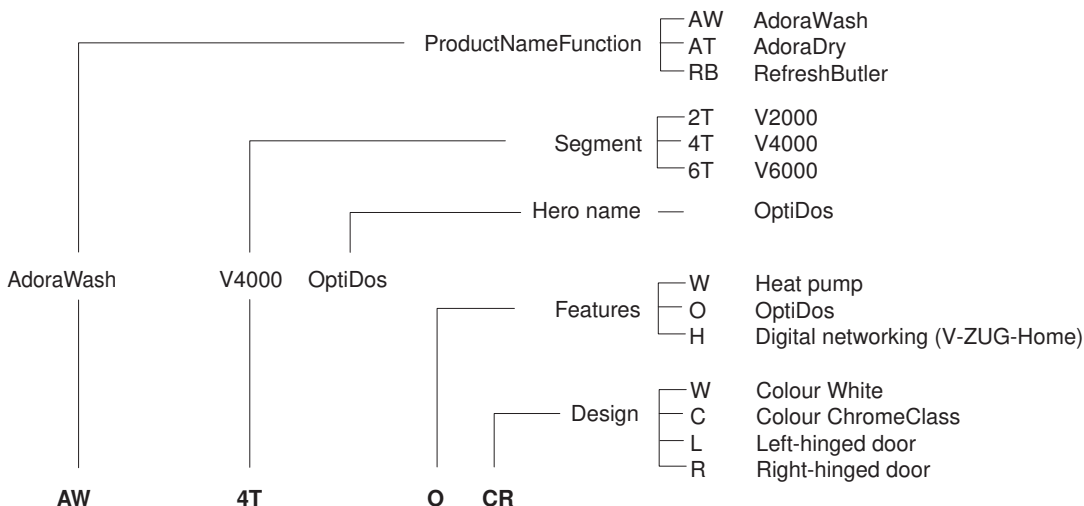 AW AdoraWash
ProductNameFunction AT AdoraDry
RB RefreshButler
2T V2000
Segment 4T V4000
6T V6000
Hero name OptiDos
AdoraWash V4000 OptiDos
W Heat pump
Features O OptiDos
H Digital networking (V-ZUG-Home)
W Colour White
Design C Colour ChromeClass
L Left-hinged door
R Right-hinged door
AW 4T O CR